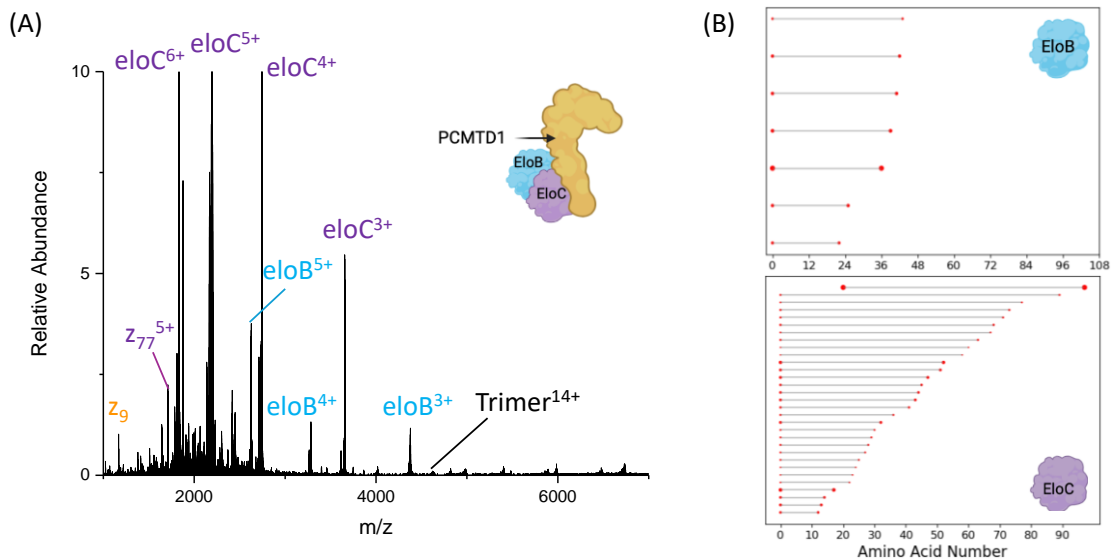 (A)
eloC6+
eloC5+
eloC4+
10
PCMTD1
EloB
EloC
eloC3+
Relative Abundance
eloB5+
5
z77 5+
z9
eloB4+
eloB3+
Trimer14+
0
2000
4000
6000
m/z
(B)
EloB
0 12 24 36 48 60 72 84 96 108
EloC
0 10 20 30 40 50 60 70 80 90
Amino Acid Number